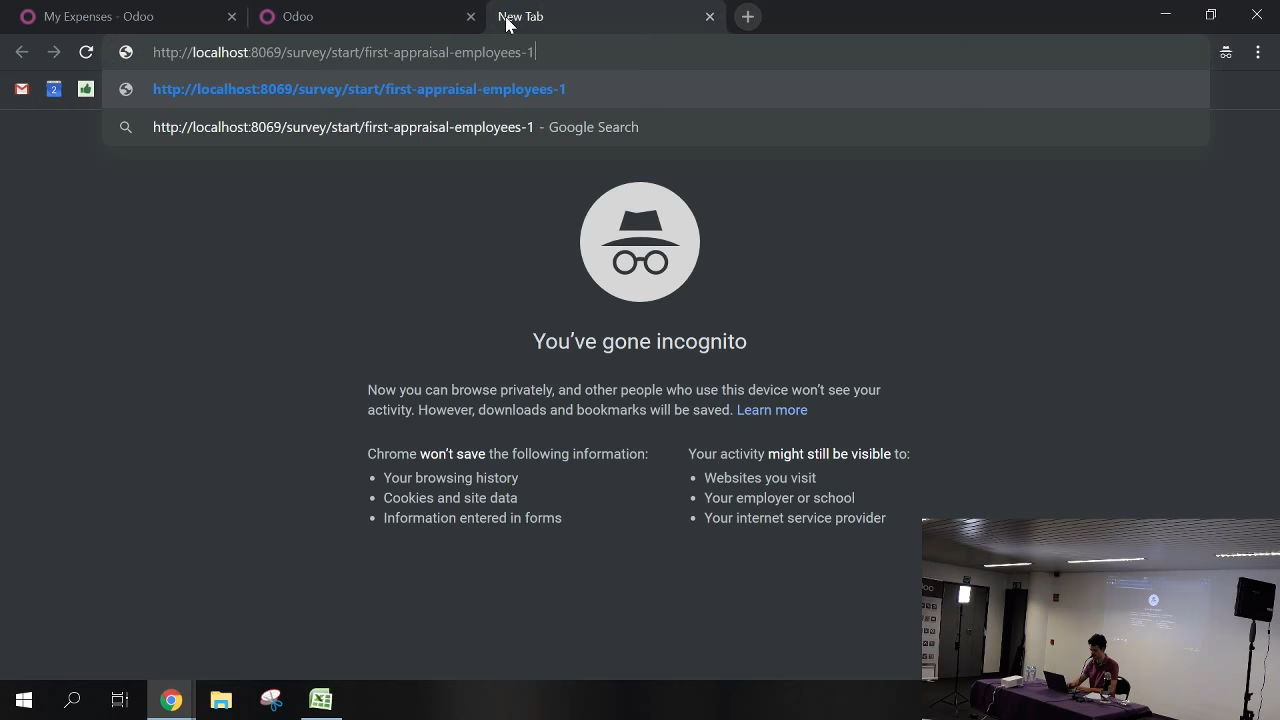 My Expenses - Odoo
Odoo
New Tab
http://localhost:8069/survey/start/first-appraisal-employees-1
2
http://localhost:8069/survey/start/first-appraisal-employees-1
http://localhost:8069/survey/start/first-appraisal-employees-1 - Google Search
You've gone incognito
Now you can browse privately, and other people who use this device won't see your
activity. However, downloads and bookmarks will be saved. Learn more
Chrome won't save the following information:
• Your browsing history
• Cookies and site data
• Information entered in forms
Your activity might still be visible to:
• Websites you visit
• Your employer or school
• Your internet service provider